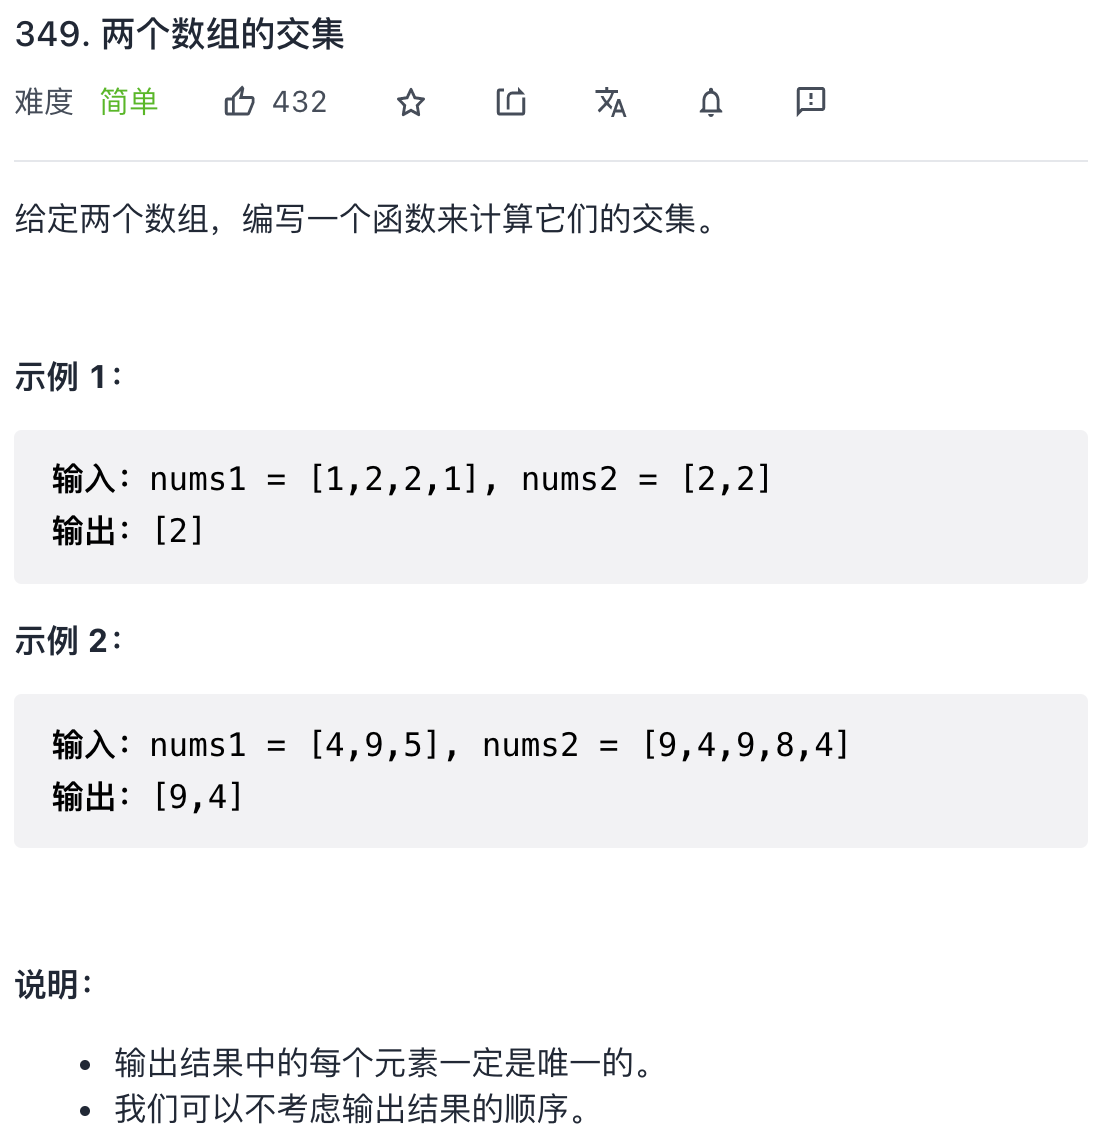 349. 两个数组的交集
难度 简单 432
给定两个数组，编写一个函数来计算它们的交集。
示例 1：
输入：nums1 = [1,2,2,1], nums2 = [2,2]
输出：[2]
示例 2：
输入：nums1 = [4,9,5], nums2 = [9,4,9,8,4]
输出：[9,4]
说明：
• 输出结果中的每个元素一定是唯一的。
• 我们可以不考虑输出结果的顺序。